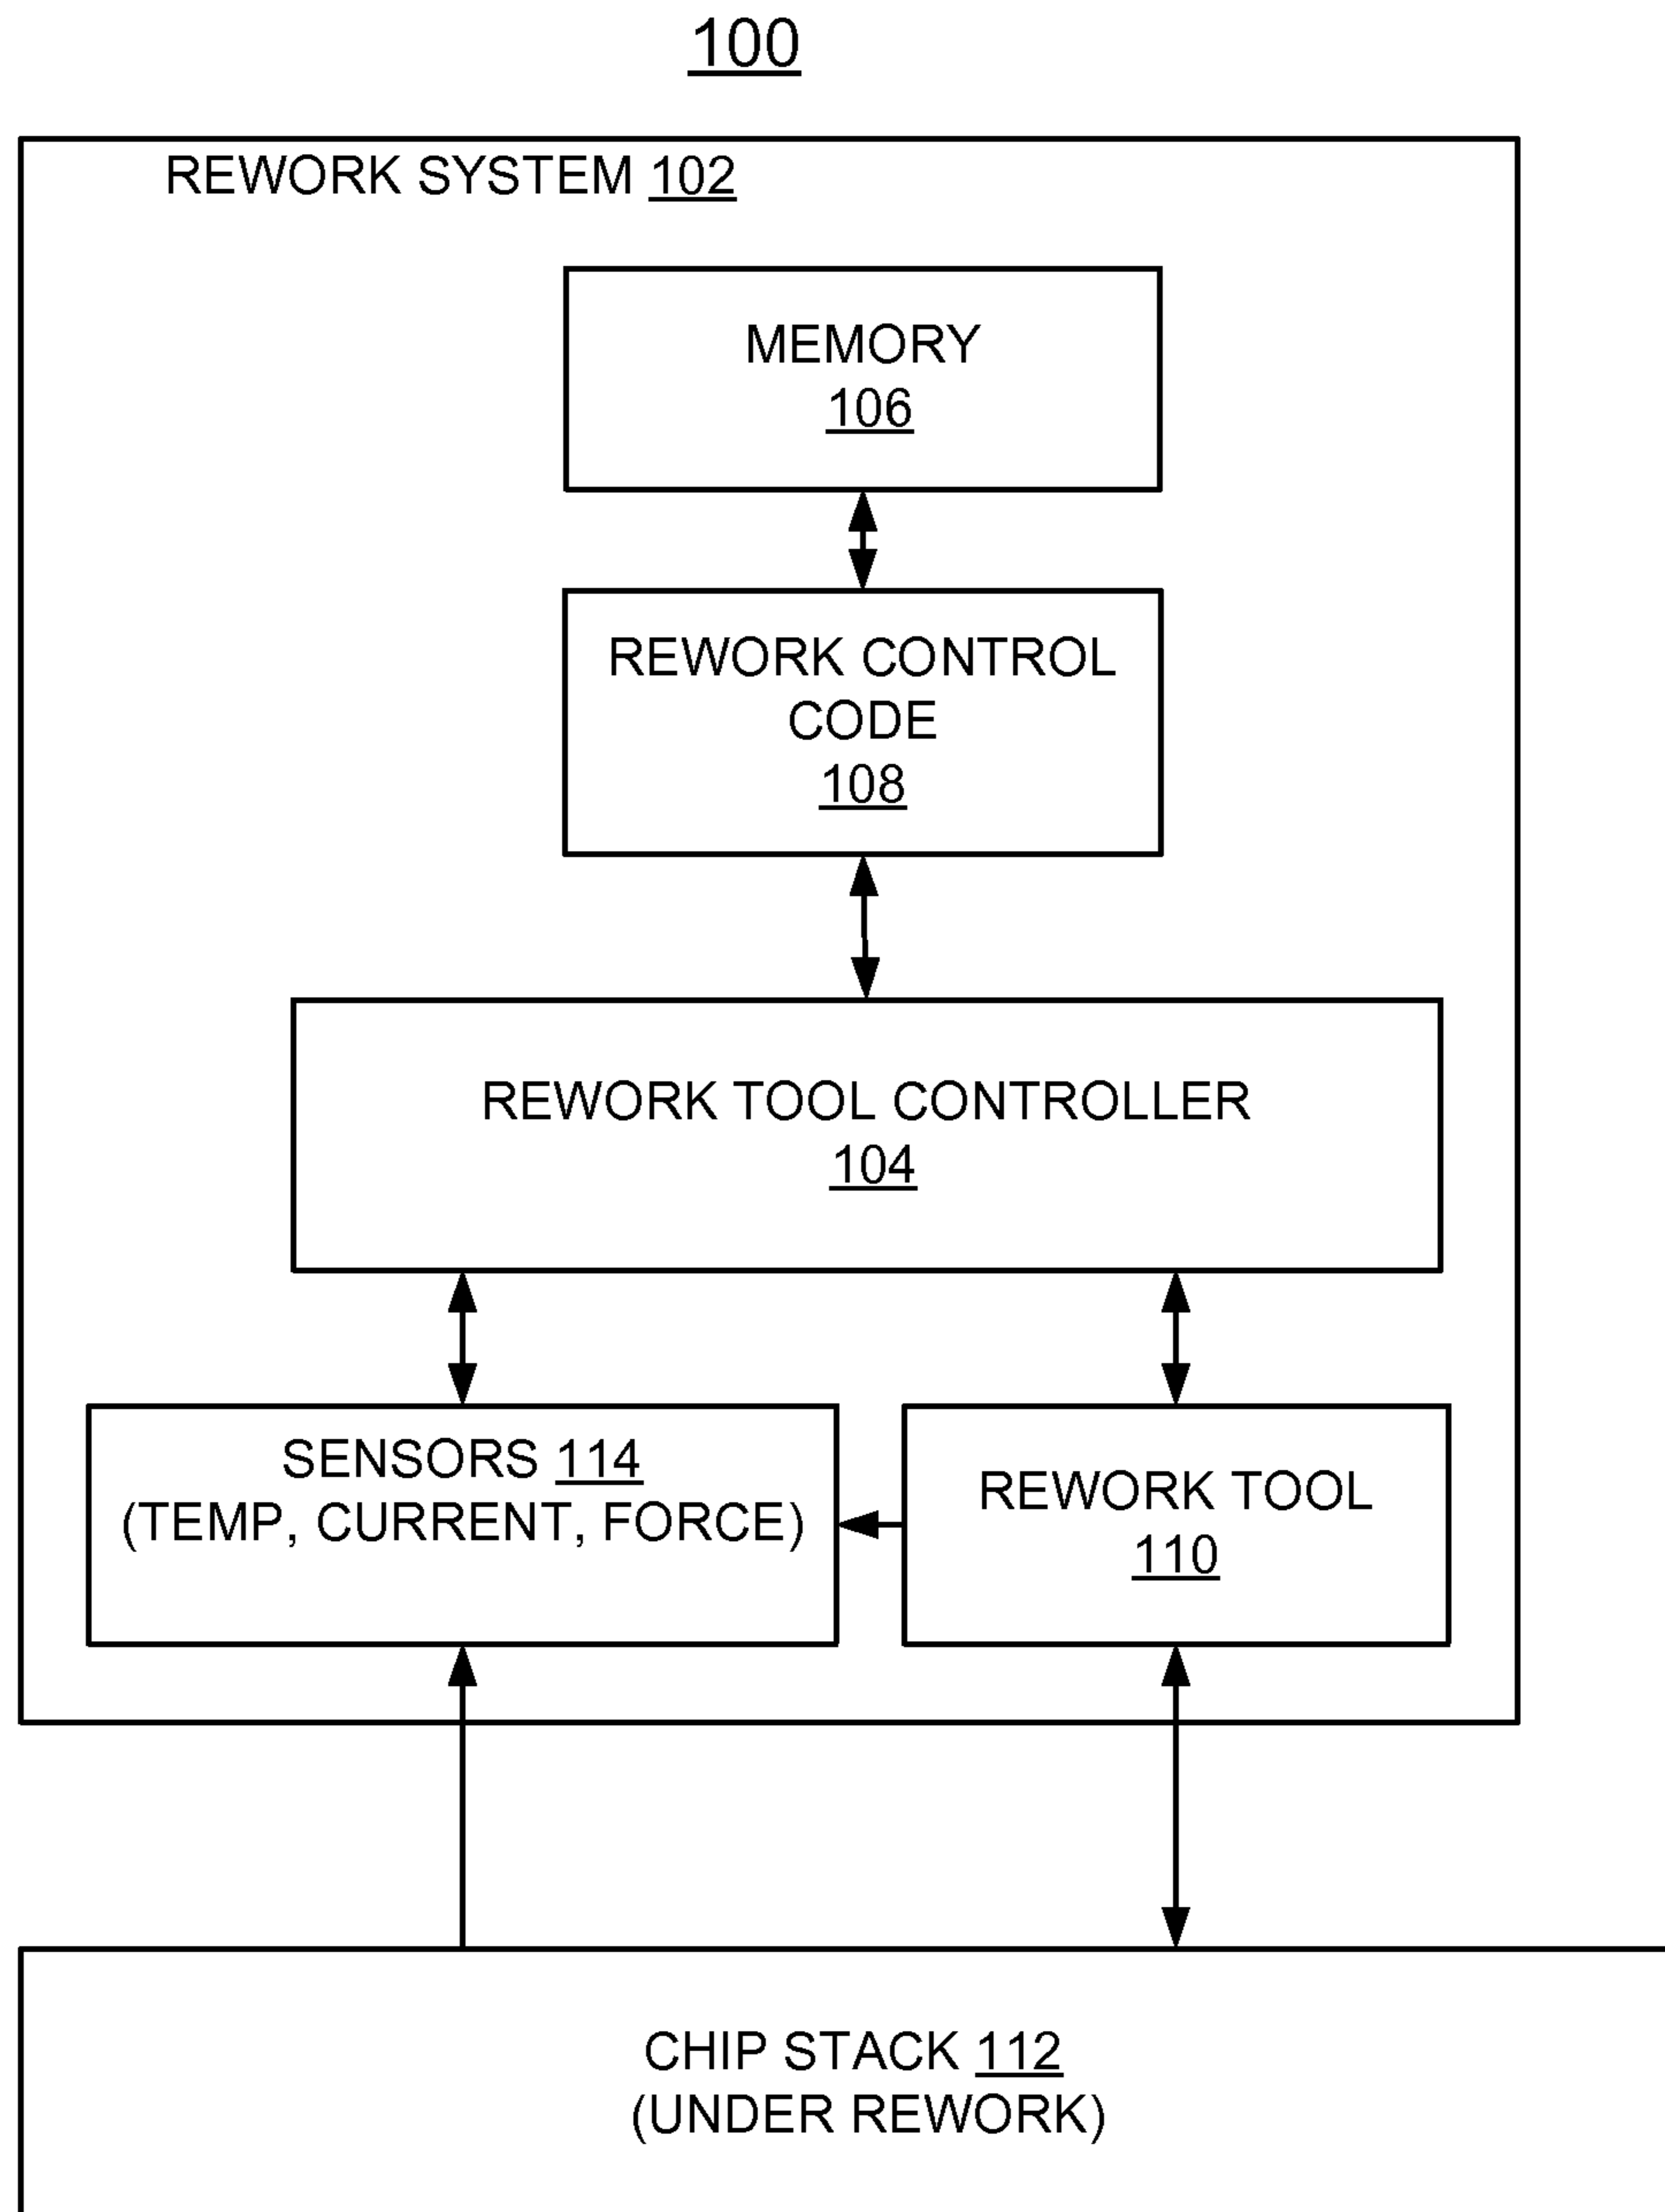 100
REWORK SYSTEM 102
MEMORY
106
REWORK CONTROL
CODE
108
REWORK TOOL CONTROLLER
104
SENSORS 114
(TEMP, CURRENT, FORCE)
REWORK TOOL
110
CHIP STACK 112
(UNDER REWORK)